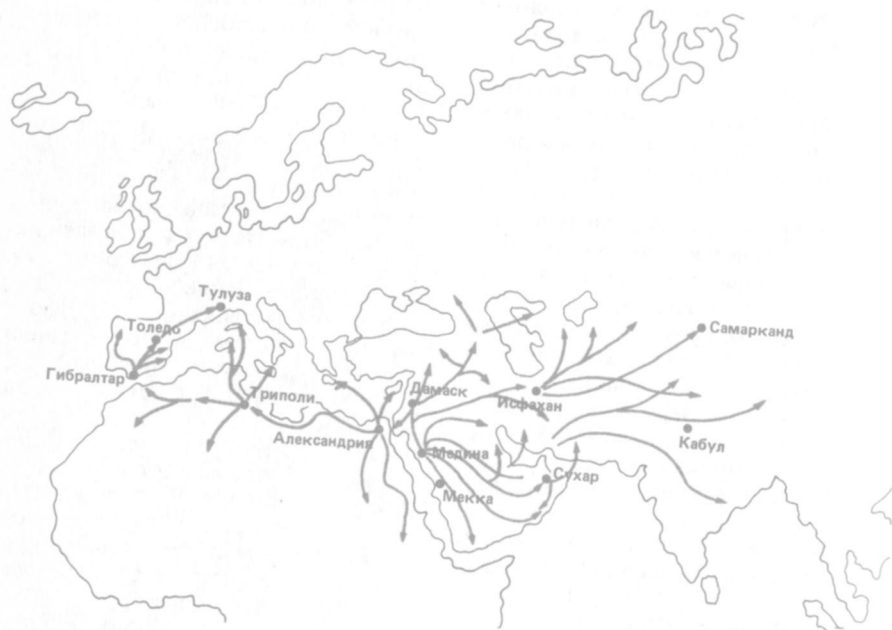 Тулуза
Толедо
Самарканд
Гибралтар
Триполи
Дамаск
Исфахан
Александрия
Кабул
Медина
Сухар
Мекка